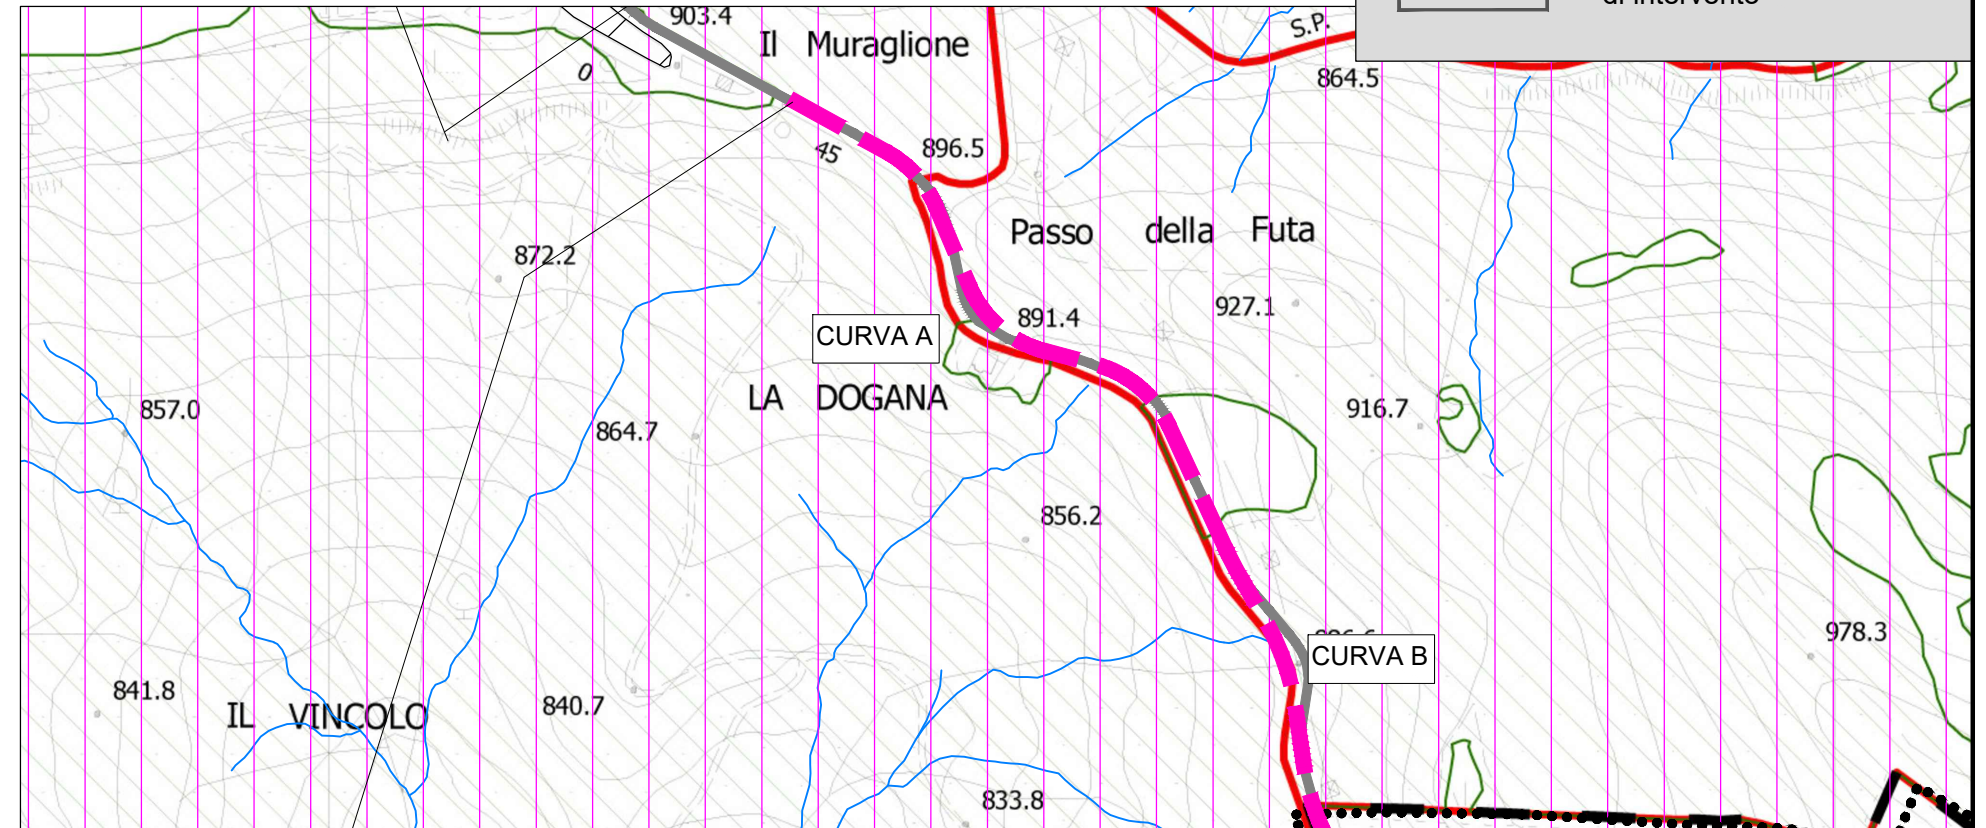 di intervento
903.4
S.P.
Il Muraglione
0
864.5
45
896.5
Passo della Futa
872.2
927.1
891.4
CURVA A
LA DOGANA
857.0
916.7
864.7
856.2
978.3
CURVA B
841.8
840.7
IL VINCOLO
833.8